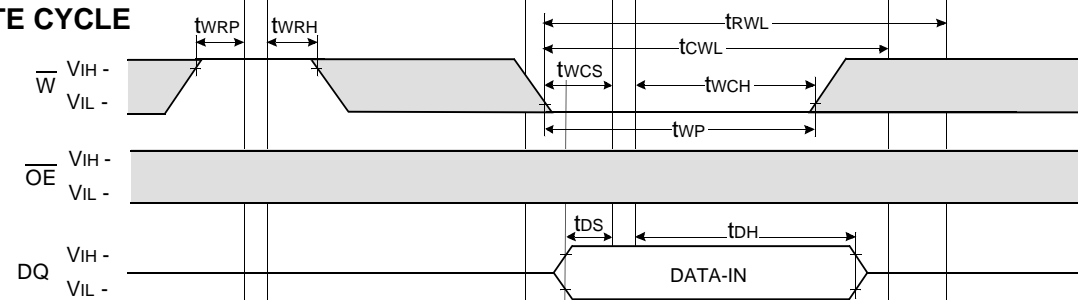 TE CYCLE
tWRP
tWRH
tRWL
tCWL
W
VIH -
VIL -
tWCS
tWCH
tWP
OE
VIH -
VIL -
tDS
tDH
DQ
VIH -
VIL -
DATA-IN